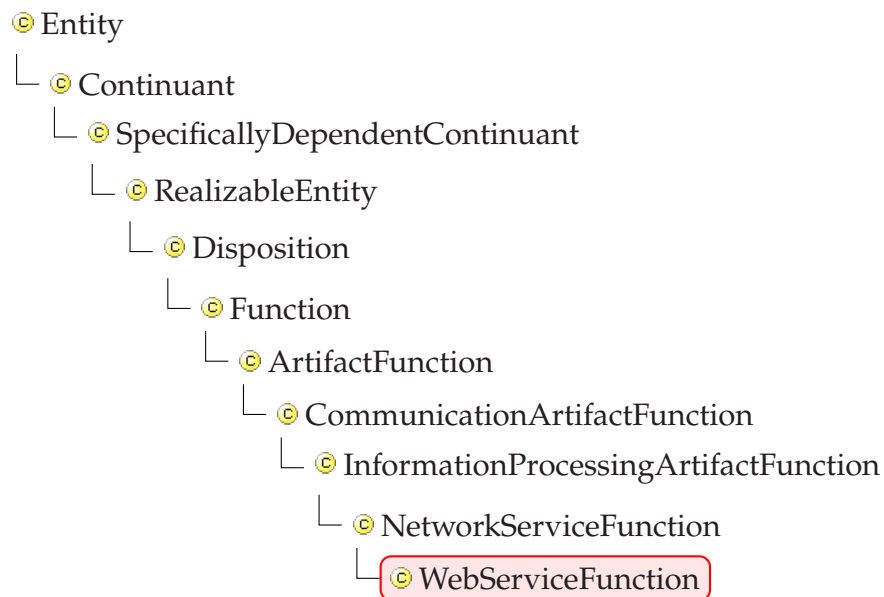 Entity
Continuant
SpecificallyDependentContinuant
RealizableEntity
Disposition
Function
ArtifactFunction
CommunicationArtifactFunction
InformationProcessingArtifactFunction
NetworkServiceFunction
WebServiceFunction